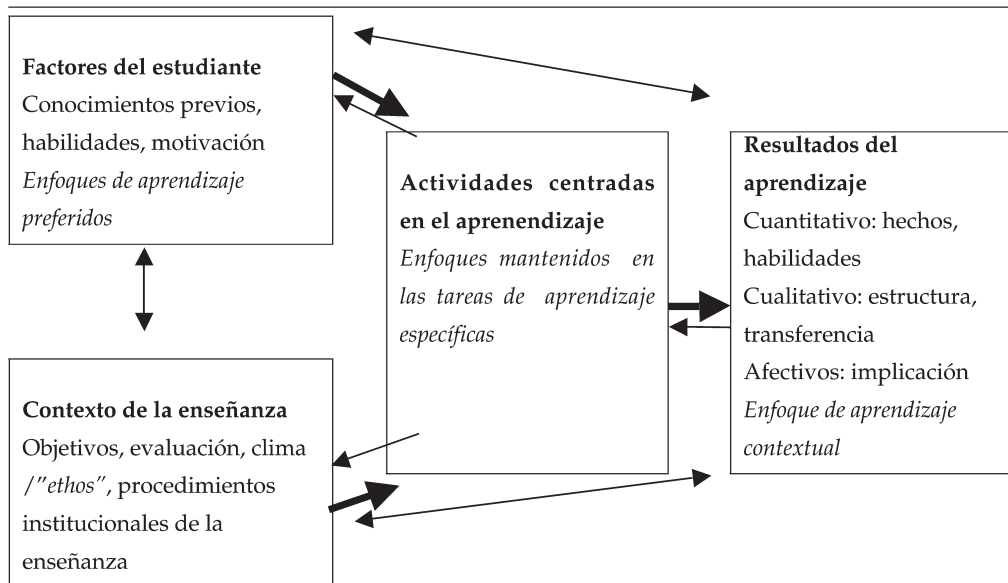 Factores del estudiante
Conocimientos previos,
habilidades, motivación
Enfoques de aprendizaje
preferidos
Contexto de la enseñanza
Objetivos, evaluación, clima
/”ethos”, procedimientos
institucionales de la
enseñanza
Actividades centradas
en el aprenendizaje
Enfoques mantenidos en
las tareas de aprendizaje
específicas
Resultados del
aprendizaje
Cuantitativo: hechos,
habilidades
Cualitativo: estructura,
transferencia
Afectivos: implicación
Enfoque de aprendizaje
contextual